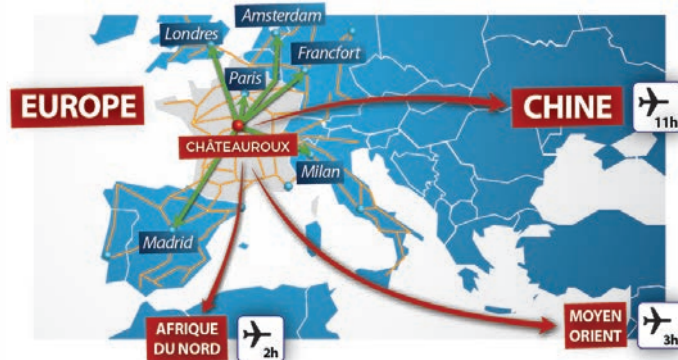 Londres
Amsterdam
Francfort
Paris
EUROPE
CHINE
11h
CHÂTEAUROUX
Milan
Madrid
AFRIQUE
DU NORD
2h
MOYEN
ORIENT
3h